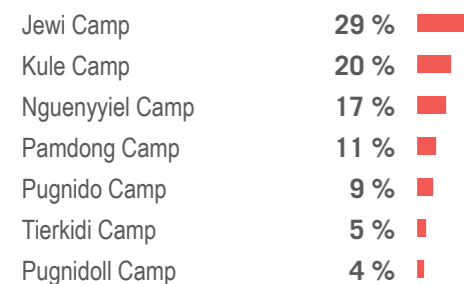 Jewi Camp 29 %
Kule Camp 20 %
Nguenyyiel Camp 17 %
Pamdong Camp 11 %
Pugnido Camp 9 %
Tierkidi Camp 5 %
Pugnidoll Camp 4 %